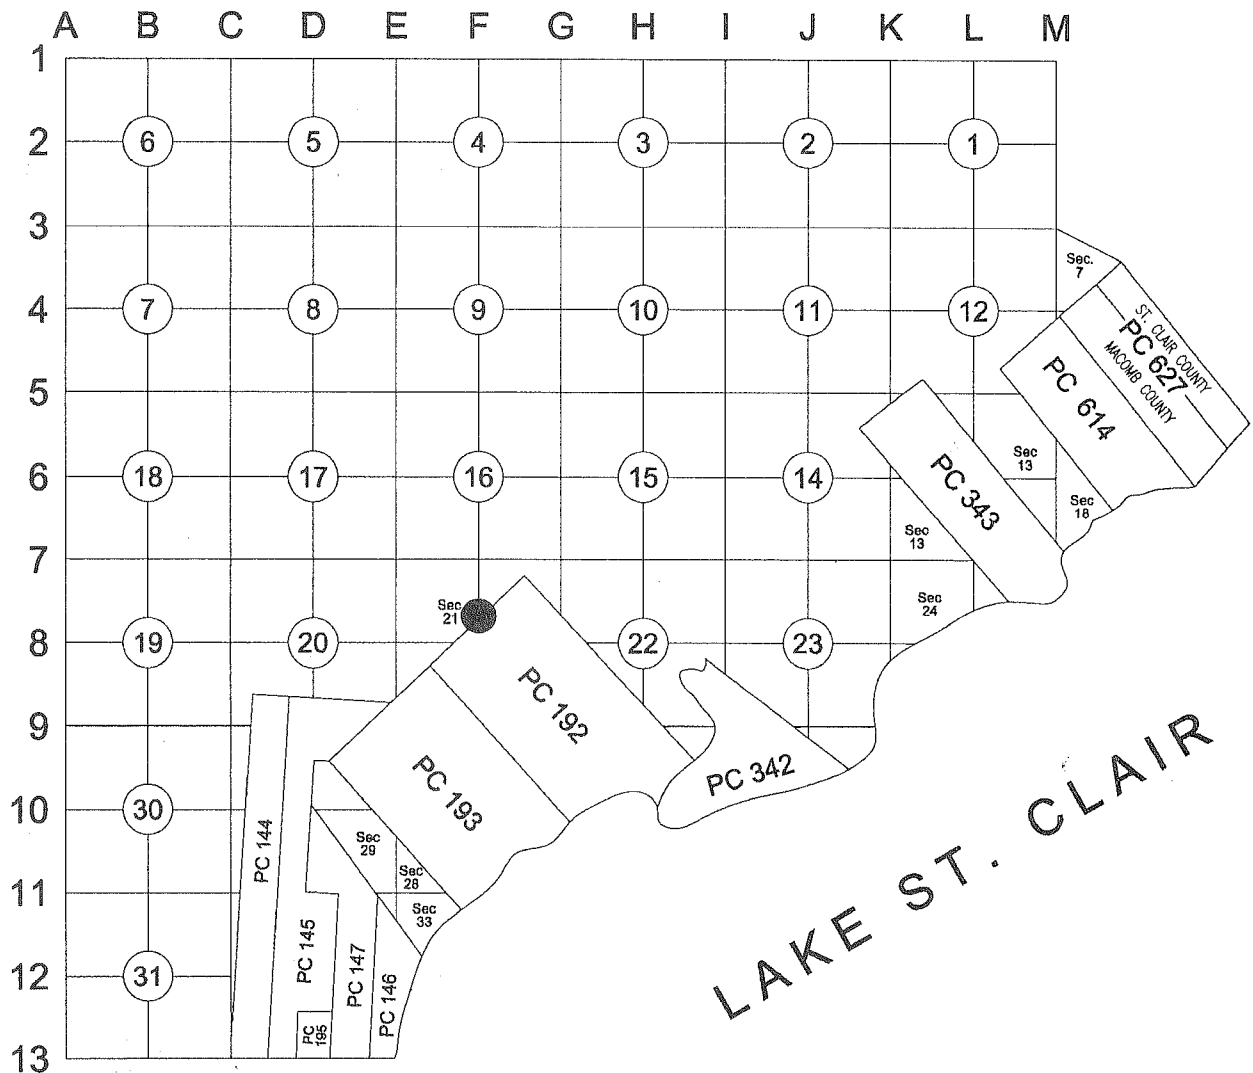 A B C D E F G H I J K L M
1
2 6 5 4 3 2 1
3
Sec.
7
4 7 8 9 10 11 12
ST. CLAIR COUNTY
PC 627
MACOMB COUNTY
PC 614
5
Sec
13
6 18 17 16 15 14
PC 343
Sec
18
Sec
13
7
Sec
24
Sec
21
8 19 20 22 23
PC 192
9
PC 342
PC 193
10 30
PC 144
Sec
29
Sec
28
11
Sec
33
PC 145
PC 147
PC 146
12 31
PC
195
13
LAKE ST. CLAIR